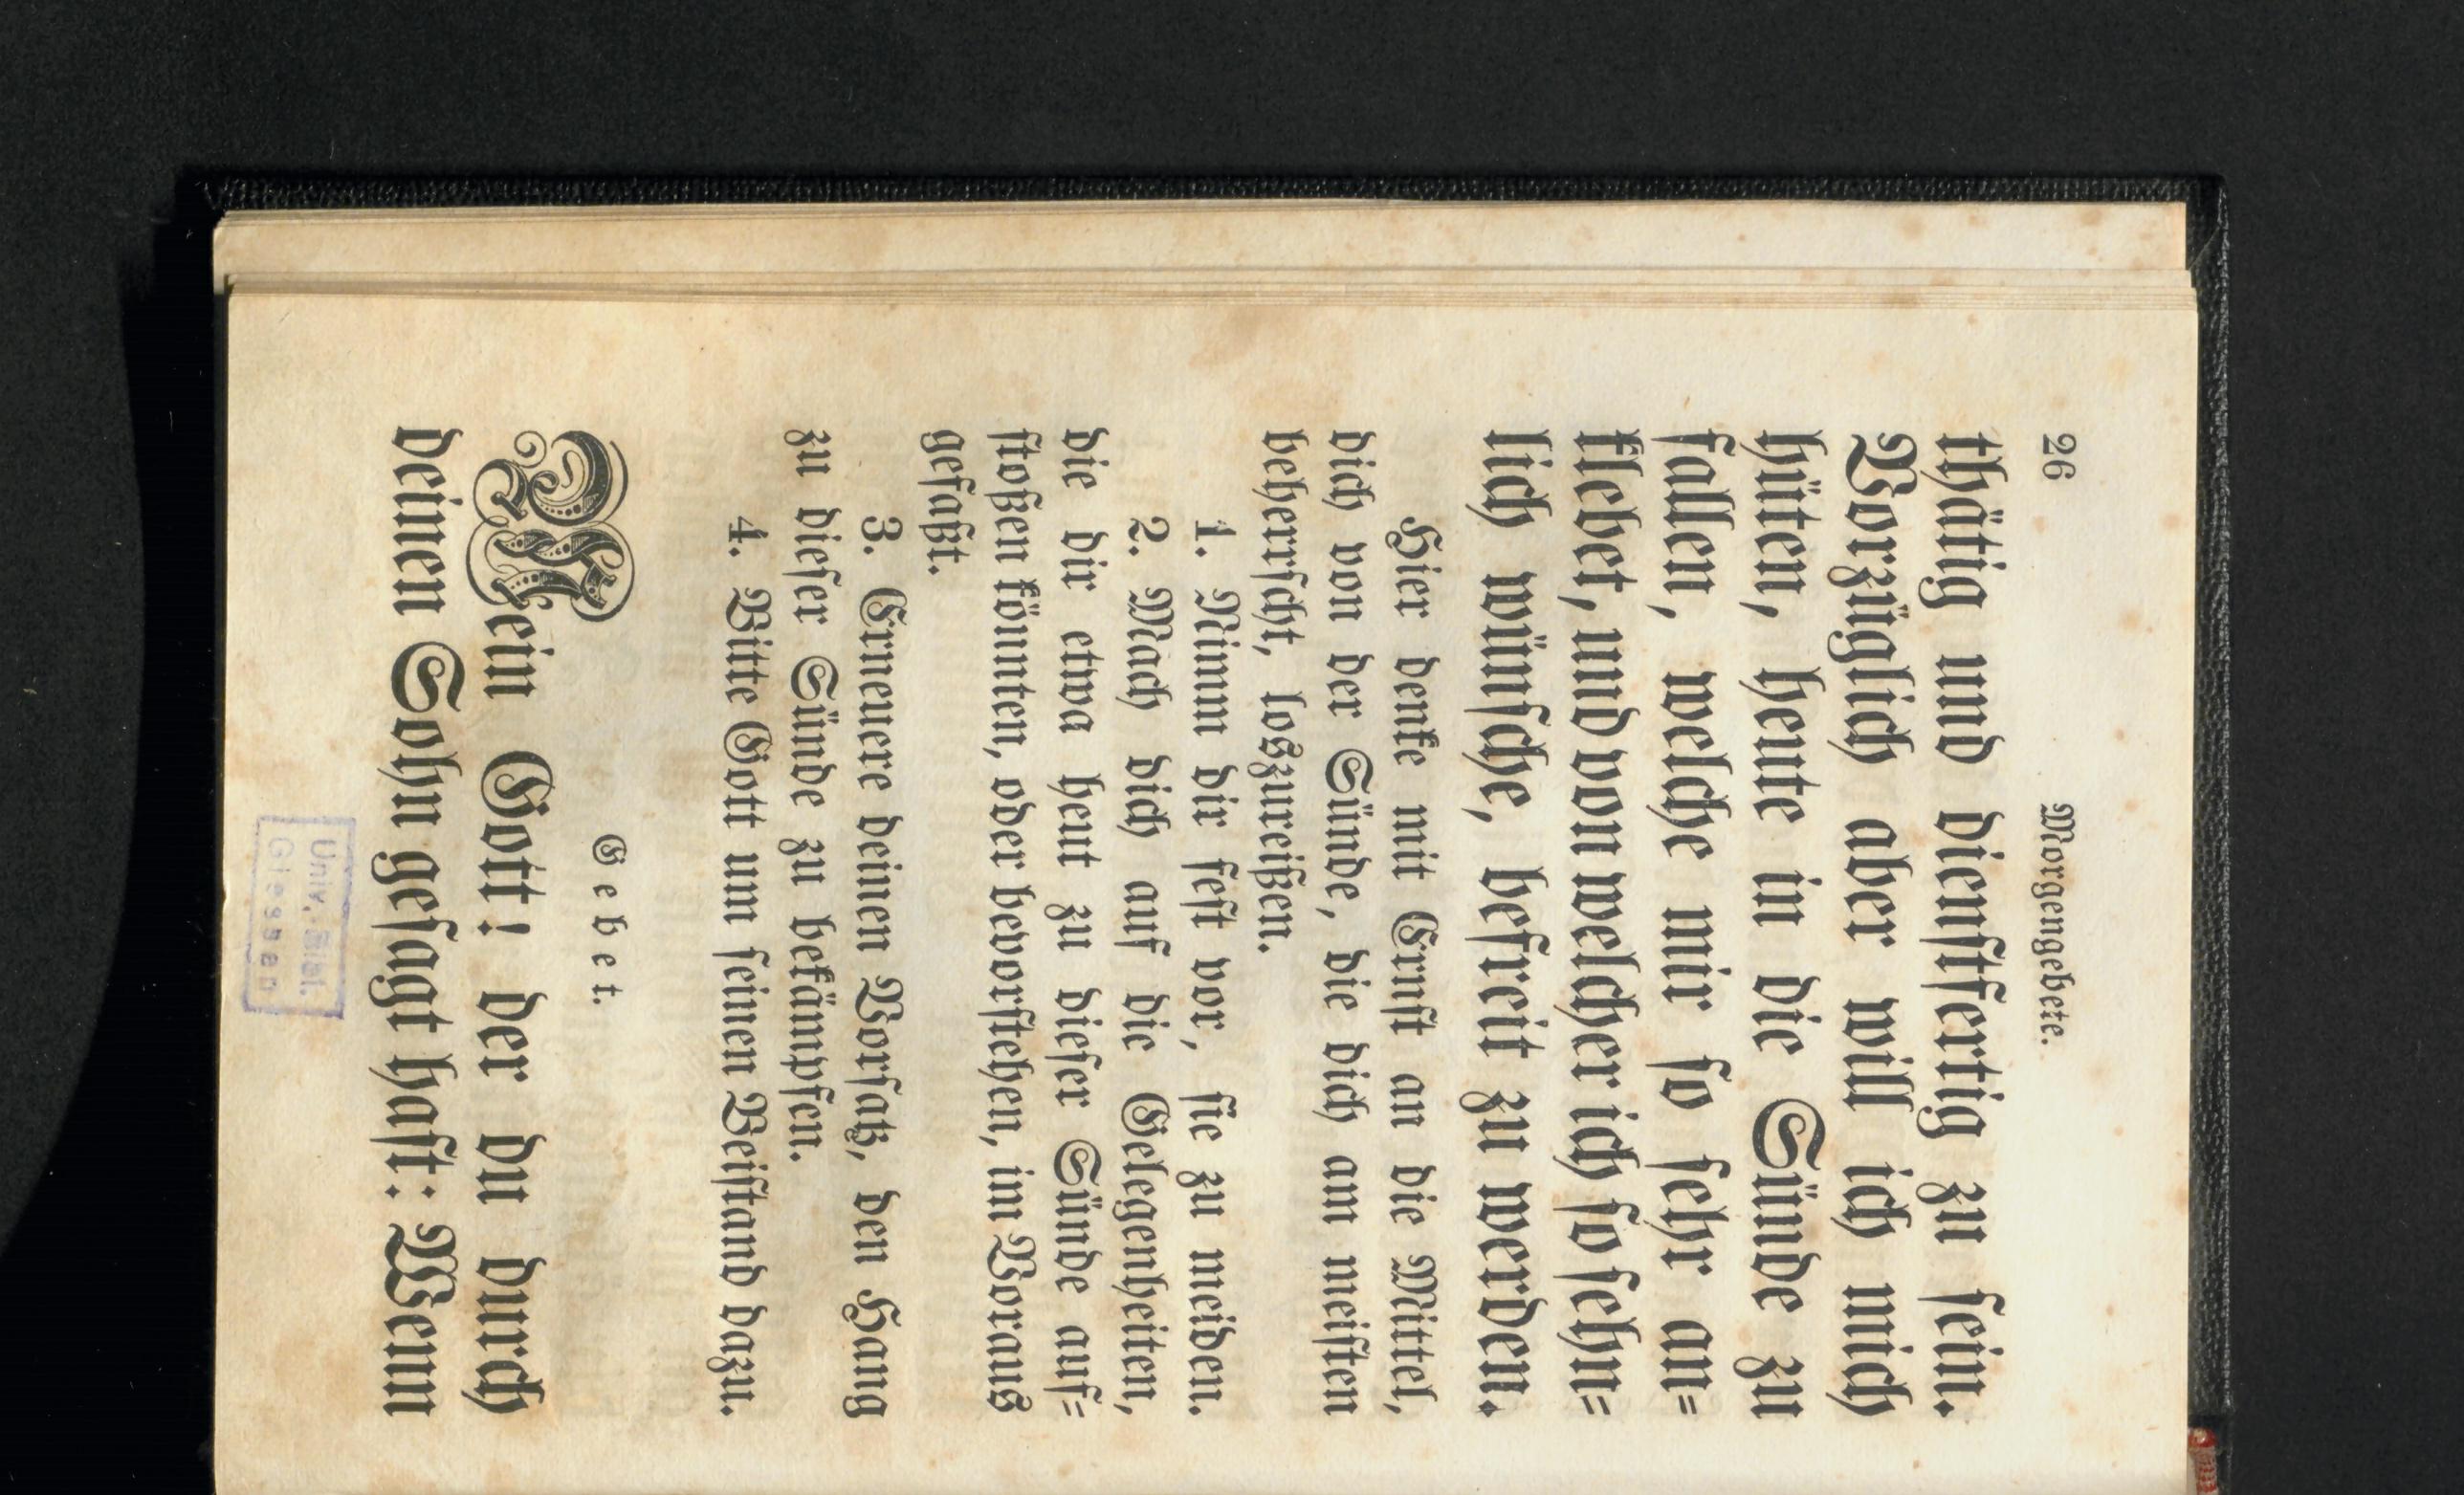 26 Morgengebete.
thätig und dienstfertig zu sein.
Vorzüglich aber will ich mich
hüten, heute in die Sünde zu
fallen, welche mir so sehr an=
klebet, und von welcher ich so sehn=
lich wünsche, befreit zu werden.
Hier denke mit Ernst an die Mittel,
dich von der Sünde, die dich am meisten
beherrscht, loszureißen.
1. Nimm dir fest vor, sie zu meiden.
2. Mach dich auf die Gelegenheiten,
die dir etwa heut zu dieser Sünde auf=
stoßen könnten, oder bevorstehen, im Voraus
gefaßt.
3. Erneuere deinen Vorsatz, den Hang
zu dieser Sünde zu bekämpfen.
4. Bitte Gott um seinen Beistand dazu.
Gebet.
Mein Gott! der du durch
deinen Sohn gesagt hast: Wenn
Univ.-Bibl.
Giessen